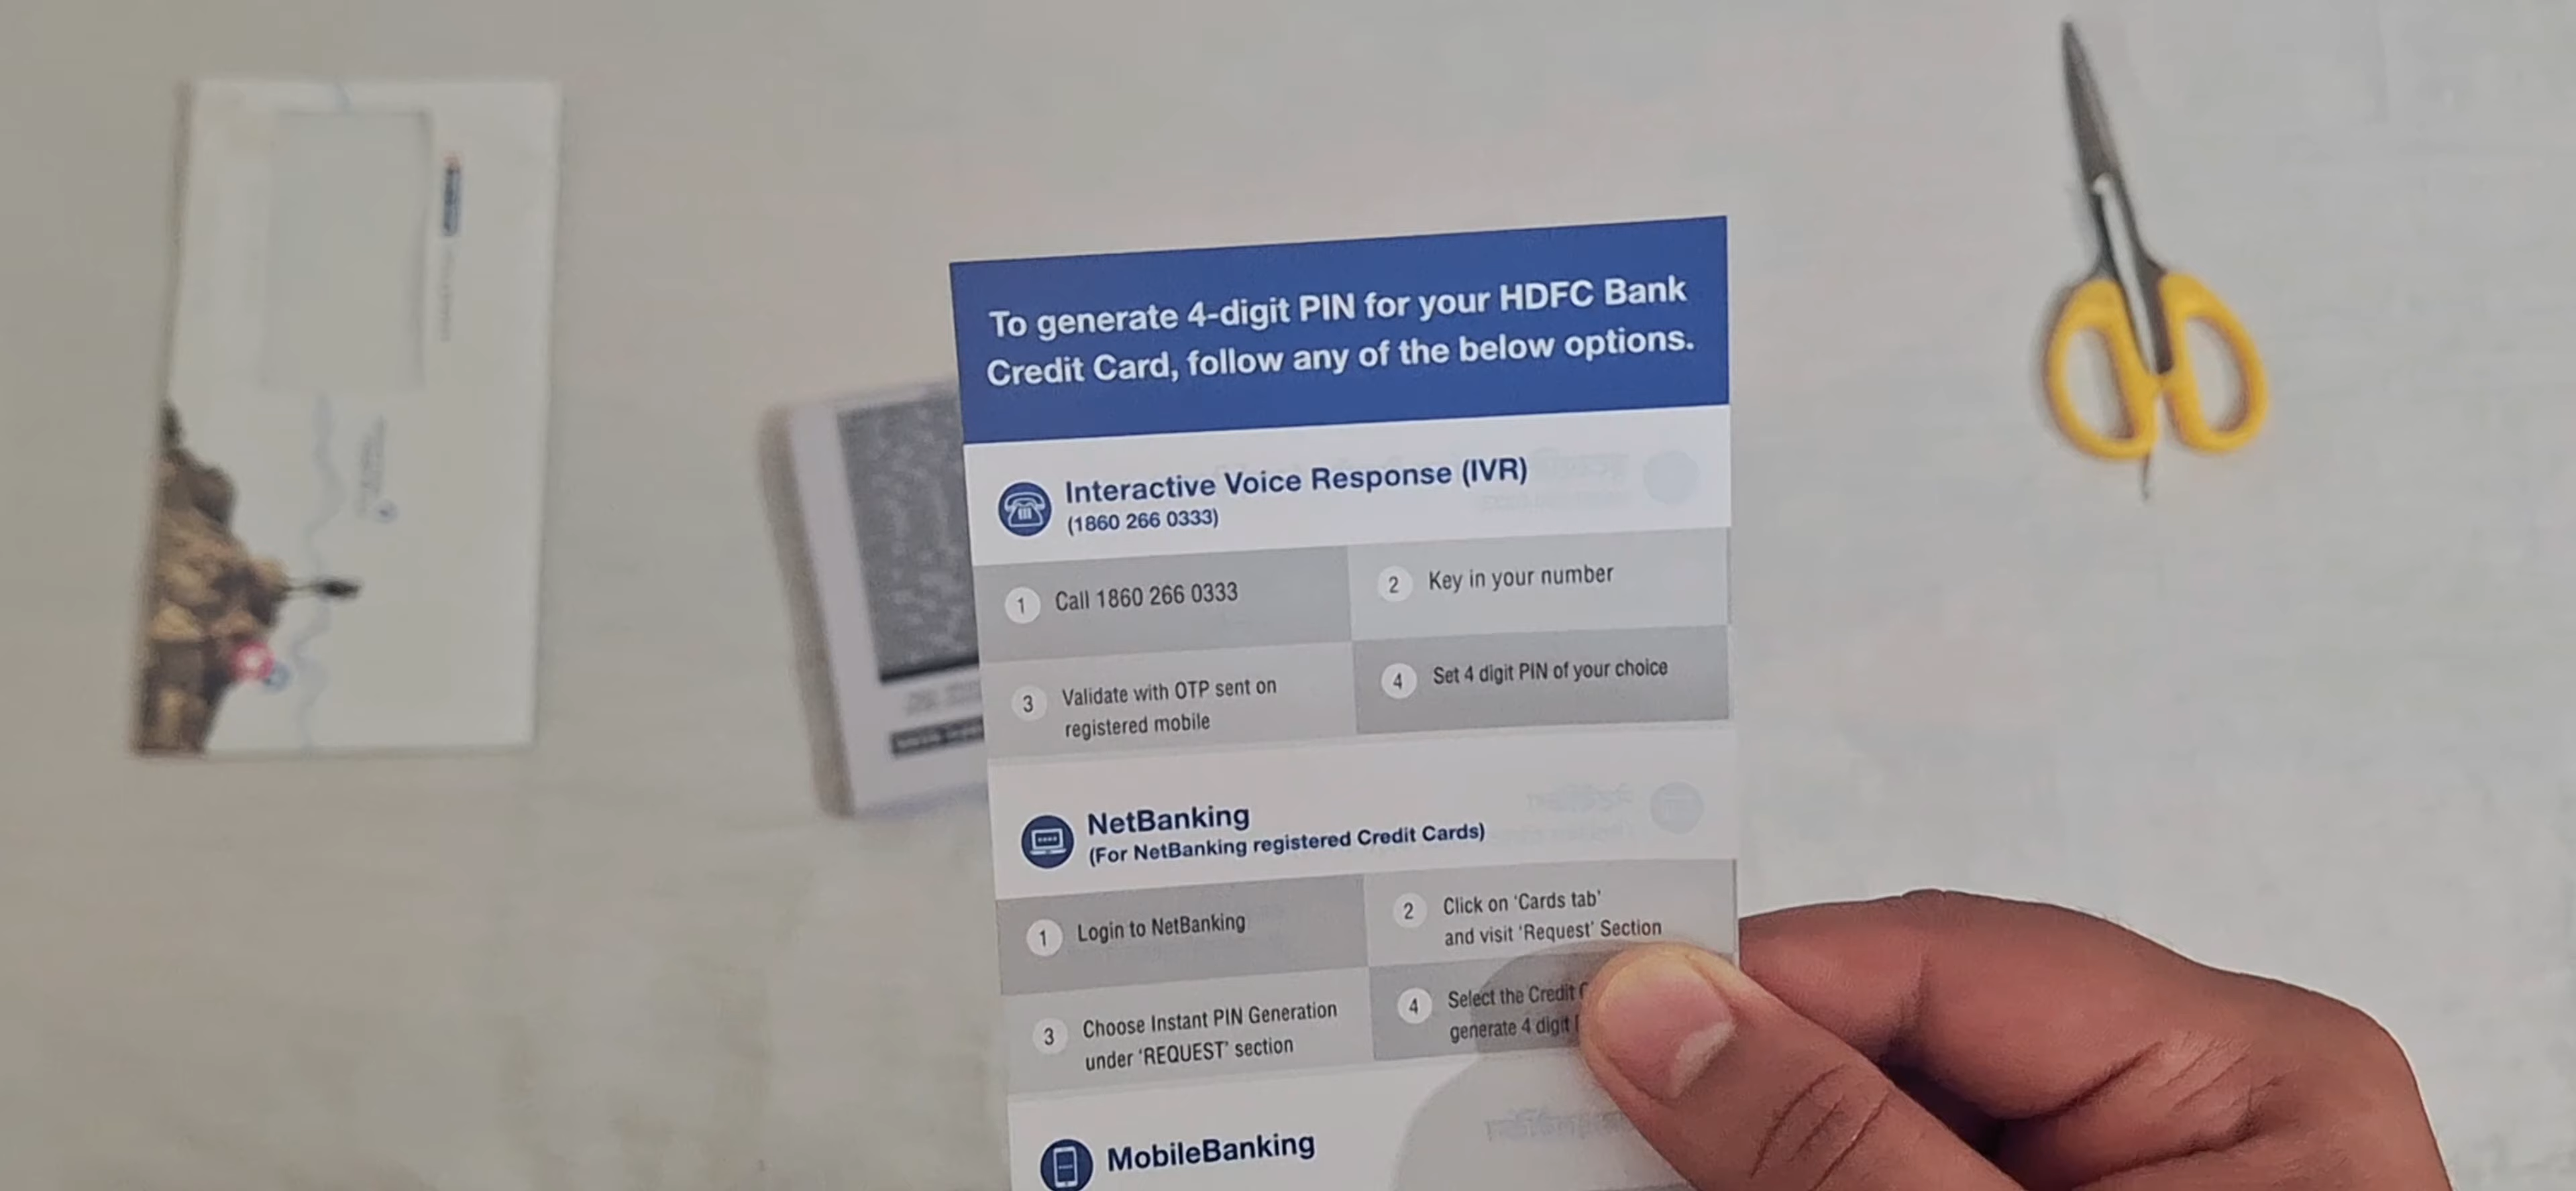 To generate 4-digit PIN for your HDFC Bank
Credit Card, follow any of the below options.
Interactive Voice Response (IVR)
(1860 266 0333)
1 Call 1860 266 0333
2 Key in your number
3 Validate with OTP sent on
registered mobile
4 Set 4 digit PIN of your choice
NetBanking
(For NetBanking registered Credit Cards)
1 Login to NetBanking
2 Click on ‘Cards tab’
and visit ‘Request’ Section
3 Choose Instant PIN Generation
under ‘REQUEST’ section
4 Select the Credit
generate 4 digit
MobileBanking